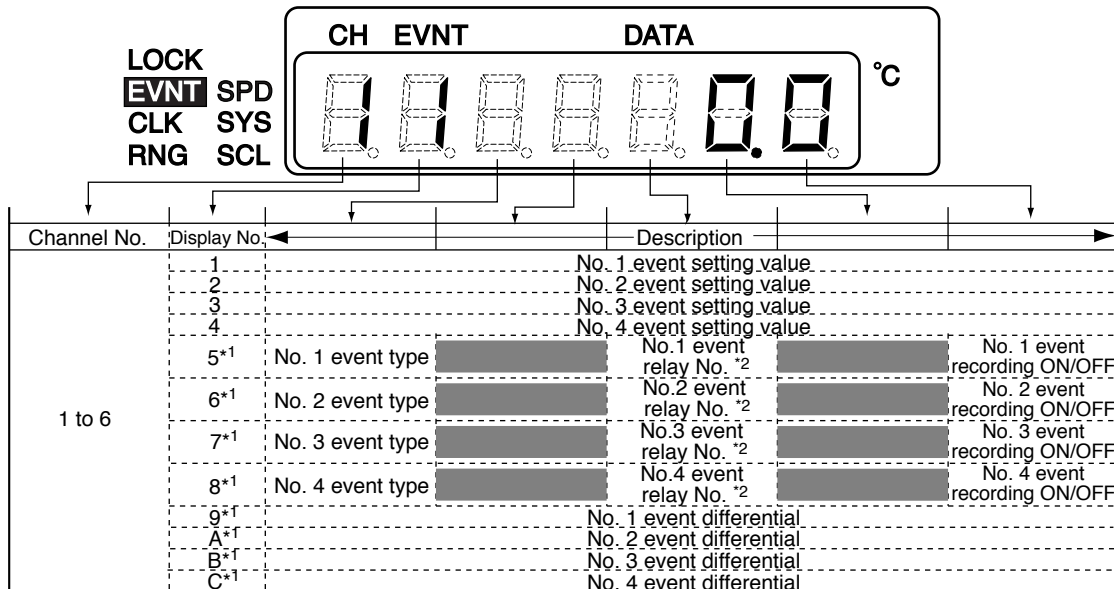 CH EVNT DATA
LOCK
EVNT SPD
CLK SYS
RNG SCL
1 1 0.0 °C
Channel No. Display No. Description
1 to 6
1 No. 1 event setting value
2 No. 2 event setting value
3 No. 3 event setting value
4 No. 4 event setting value
5*1 No. 1 event type No.1 event relay No. *2 No. 1 event recording ON/OFF
6*1 No. 2 event type No.2 event relay No. *2 No. 2 event recording ON/OFF
7*1 No. 3 event type No.3 event relay No. *2 No. 3 event recording ON/OFF
8*1 No. 4 event type No.4 event relay No. *2 No. 4 event recording ON/OFF
9*1 No. 1 event differential
A*1 No. 2 event differential
B*1 No. 3 event differential
C*1 No. 4 event differential